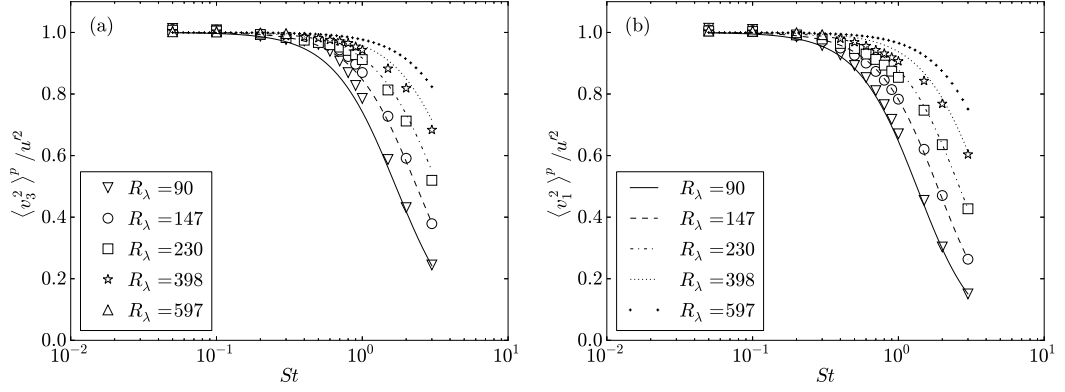 (a)
⟨v₃²⟩ᵖ/u′²
1.0
0.8
0.6
0.4
0.2
0.0
R_λ =90
R_λ =147
R_λ =230
R_λ =398
R_λ =597
10⁻² 10⁻¹ 10⁰ 10¹
St
(b)
⟨v₁²⟩ᵖ/u′²
1.0
0.8
0.6
0.4
0.2
0.0
R_λ =90
R_λ =147
R_λ =230
R_λ =398
R_λ =597
10⁻² 10⁻¹ 10⁰ 10¹
St